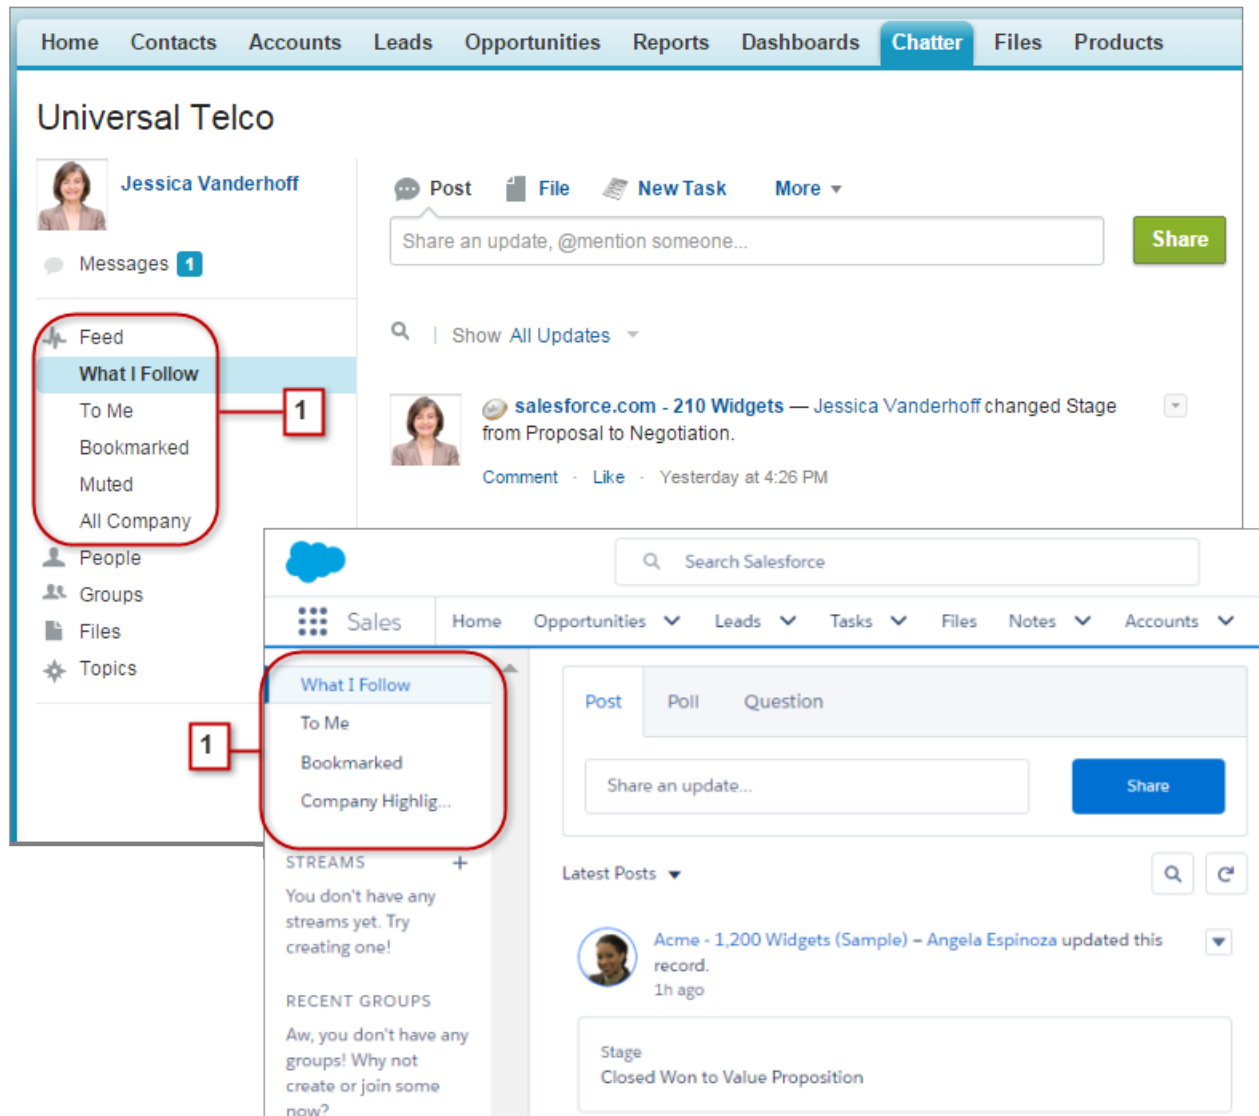 Home Contacts Accounts Leads Opportunities Reports Dashboards Chatter Files Products
Universal Telco
Jessica Vanderhoff
Messages 1
Feed
What I Follow
To Me
Bookmarked
Muted
All Company
People
Groups
Files
Topics
1
Post File New Task More
Share an update, @mention someone...
Share
Show All Updates
salesforce.com - 210 Widgets — Jessica Vanderhoff changed Stage
from Proposal to Negotiation.
Comment · Like · Yesterday at 4:26 PM
Search Salesforce
Sales Home Opportunities Leads Tasks Files Notes Accounts
What I Follow
To Me
Bookmarked
Company Highlig...
1
STREAMS +
You don't have any
streams yet. Try
creating one!
RECENT GROUPS
Aw, you don't have any
groups! Why not
create or join some
now?
Post Poll Question
Share an update...
Share
Latest Posts
Acme - 1,200 Widgets (Sample) – Angela Espinoza updated this
record.
1h ago
Stage
Closed Won to Value Proposition